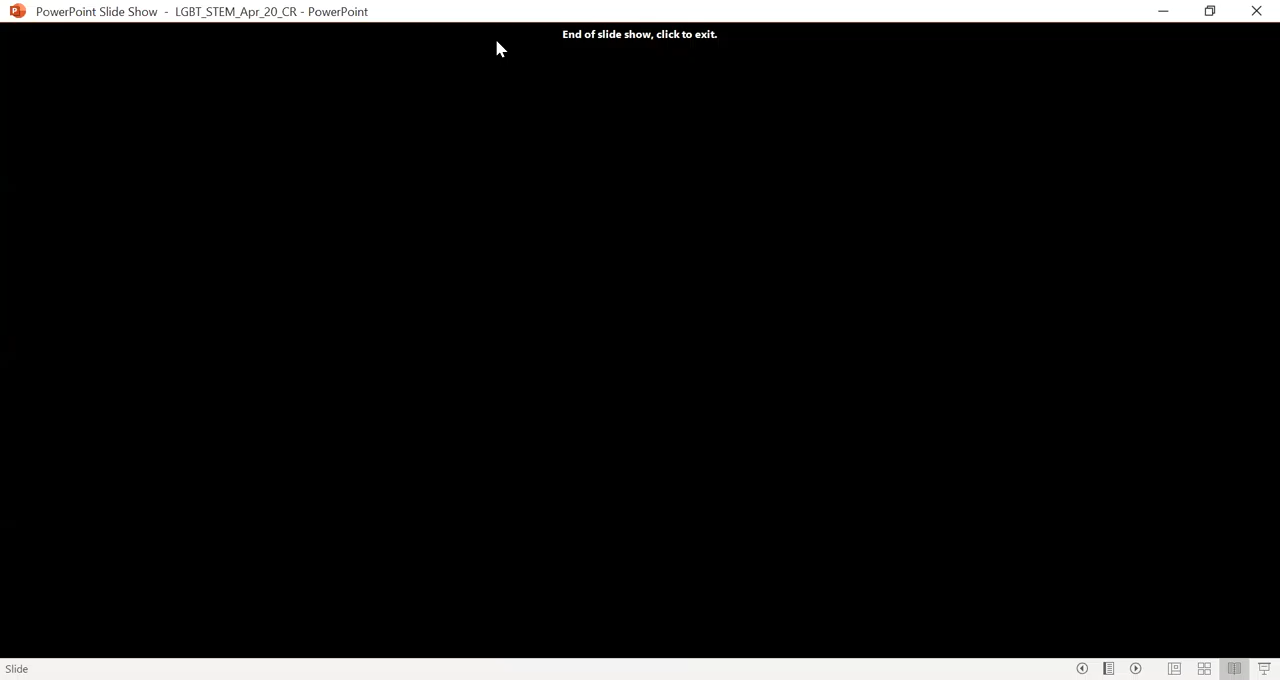 PowerPoint Slide Show - LGBT_STEM_Apr_20_CR - PowerPoint
End of slide show, click to exit.
Slide